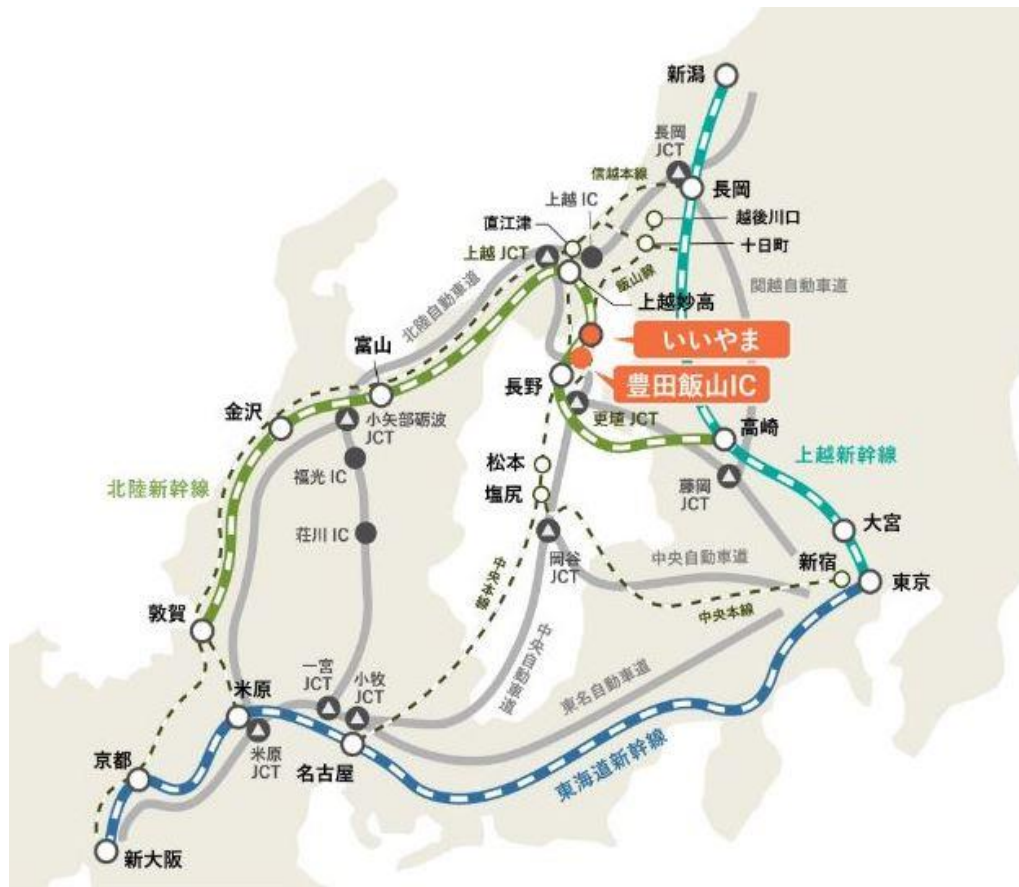 新潟
長岡
JCT
信越本線
長岡
上越 IC
越後川口
直江津
十日町
上越 JCT
飯山線
関越自動車道
上越妙高
北陸自動車道
いいやま
富山
豊田飯山IC
長野
金沢
小矢部砺波
JCT
更埴 JCT
高崎
上越新幹線
松本
福光 IC
北陸新幹線
塩尻
藤岡
JCT
大宮
荘川 IC
岡谷
JCT
中央自動車道
新宿
東京
中央本線
中央本線
敦賀
中央自動車道
一宮
JCT
小牧
JCT
東名自動車道
米原
米原
JCT
京都
名古屋
東海道新幹線
新大阪